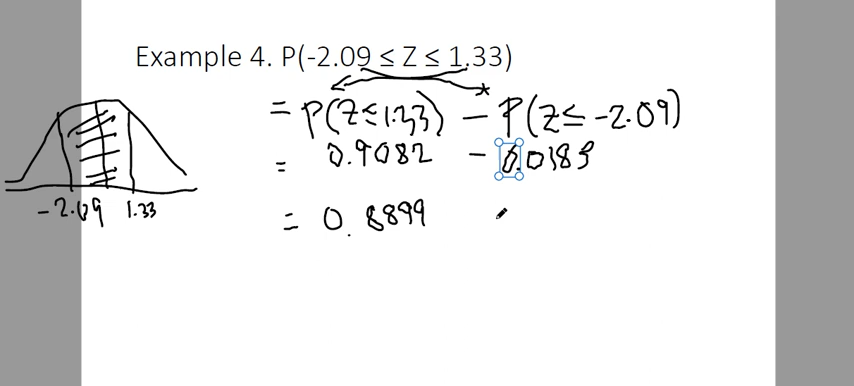 Example 4. P(-2.09 ≤ Z ≤ 1.33)
= P(Z ≤ 1.33) - P(Z ≤ -2.09)
= 0.9082 - 0.0183
= 0.8899
-2.09 1.33